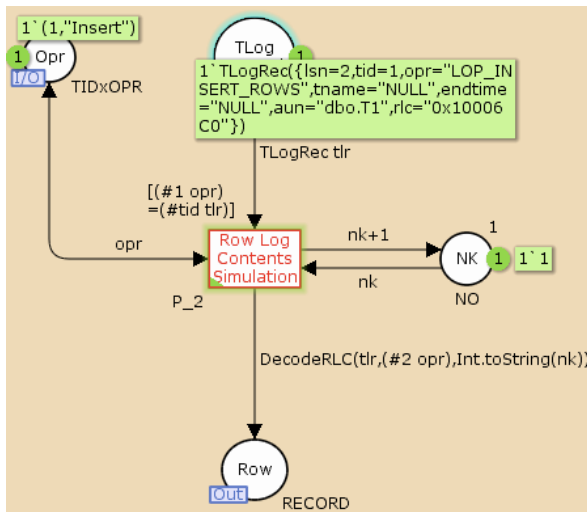 1`(1,"Insert")
1
Opr
I/O
TIDxOPR
TLog
1
1`TLogRec({lsn=2,tid=1,opr="LOP_IN
SERT_ROWS",tname="NULL",endtime
="NULL",aun="dbo.T1",rlc="0x10006
C0"})
TLogRec tlr
[(#1 opr)
=(#tid tlr)]
opr
Row Log
Contents
Simulation
P_2
nk+1
nk
1
NK
1
1`1
NO
DecodeRLC(tlr,(#2 opr),Int.toString(nk))
Row
Out
RECORD